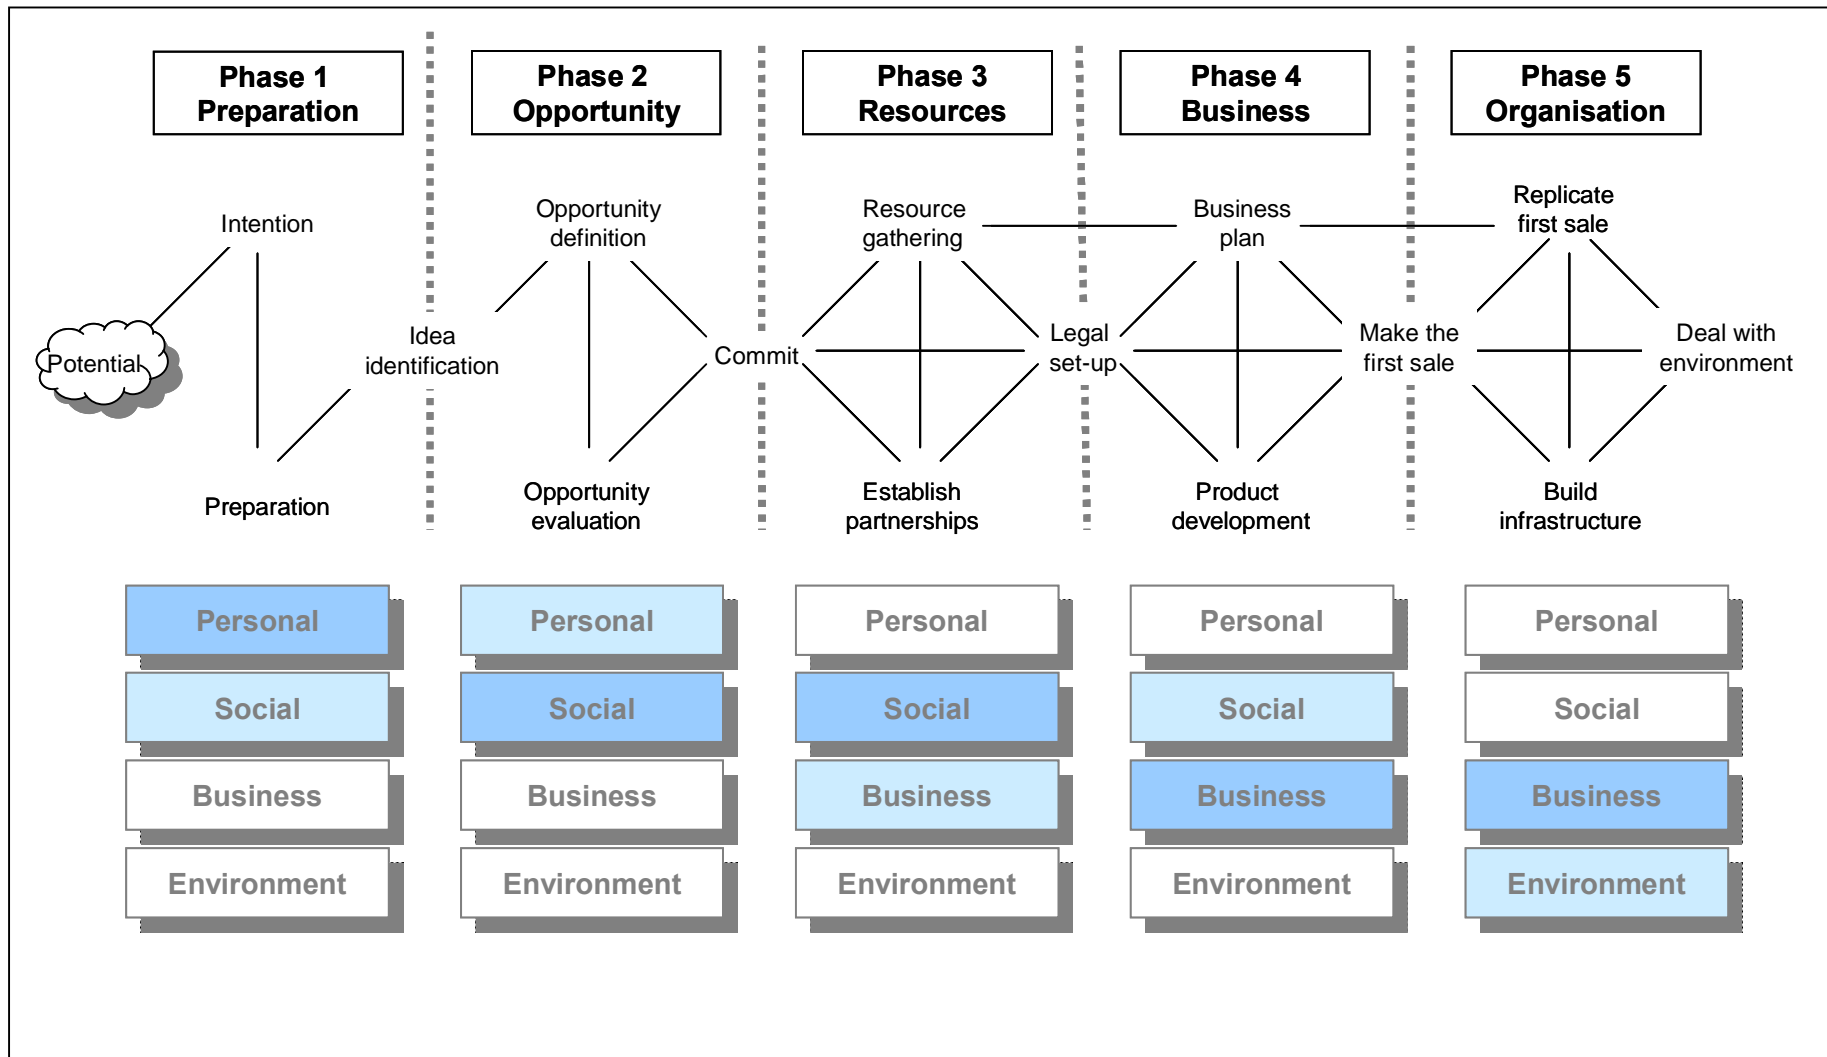 Phase 1
Preparation
Phase 2
Opportunity
Phase 3
Resources
Phase 4
Business
Phase 5
Organisation
Intention
Opportunity
definition
Resource
gathering
Business
plan
Replicate
first sale
Potential
Idea
identification
Commit
Legal
set-up
Make the
first sale
Deal with
environment
Preparation
Opportunity
evaluation
Establish
partnerships
Product
development
Build
infrastructure
Personal
Personal
Personal
Personal
Personal
Social
Social
Social
Social
Social
Business
Business
Business
Business
Business
Environment
Environment
Environment
Environment
Environment